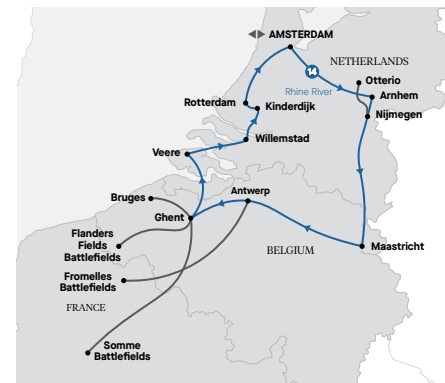 AMSTERDAM
14
NETHERLANDS
Otterio
Rhine River
Arnhem
Rotterdam
Kinderdijk
Nijmegen
Willemstad
Veere
Antwerp
Bruges
Ghent
Flanders
Fields
Battlefields
BELGIUM
Maastricht
Fromelles
Battlefields
FRANCE
Somme
Battlefields